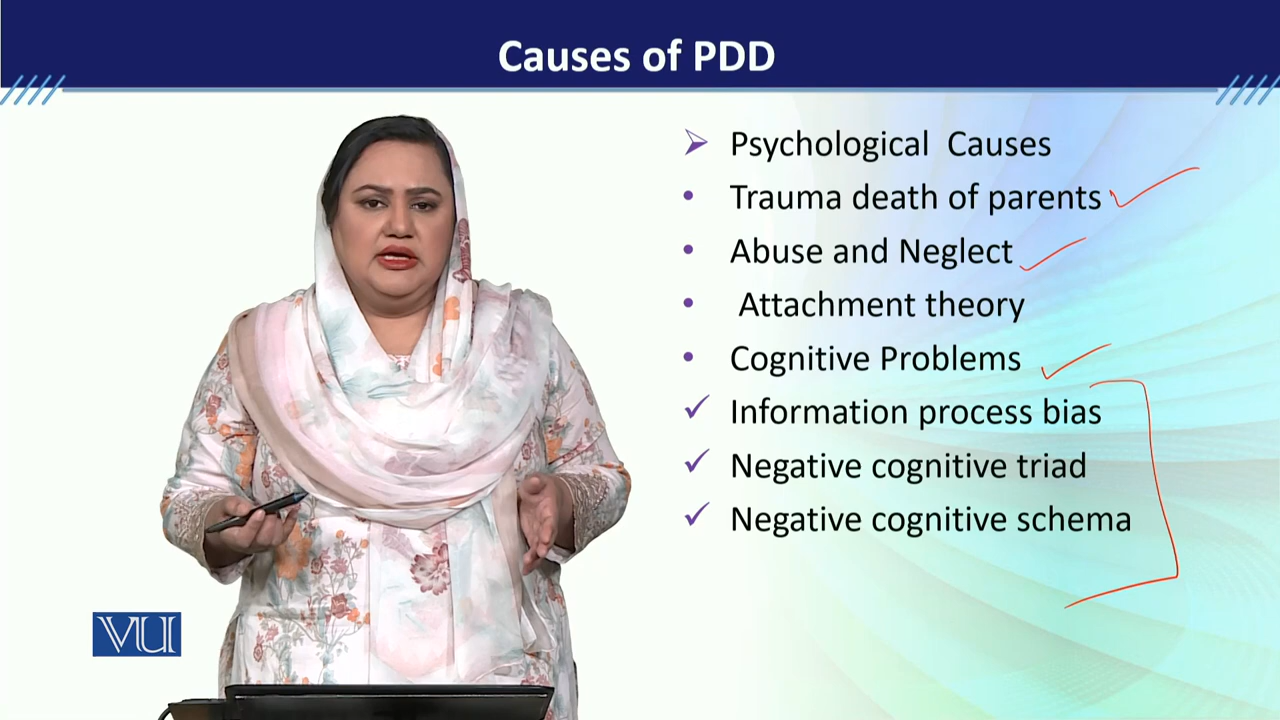 Causes of PDD
Psychological Causes
Trauma death of parents
Abuse and Neglect
Attachment theory
Cognitive Problems
Information process bias
Negative cognitive triad
Negative cognitive schema
VU